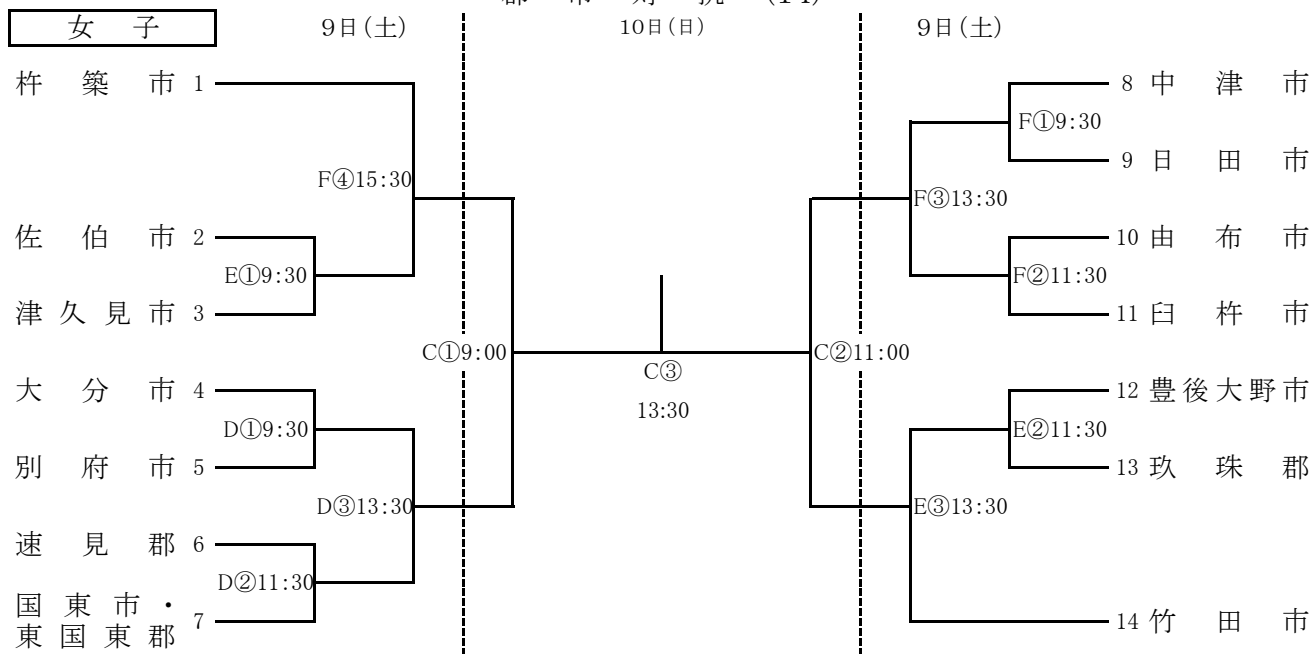 女 子 9日(土) 10日(日) 9日(土)
杵 築 市 1
F④15:30
佐 伯 市 2
E①9:30
津 久 見 市 3
C①9:00
大 分 市 4
D①9:30
別 府 市 5
D③13:30
速 見 郡 6
D②11:30
国 東 市 ・
東 国 東 郡 7
C③
13:30
8 中 津 市
F①9:30
9 日 田 市
F③13:30
10 由 布 市
F②11:30
11 臼 杵 市
C②11:00
12 豊後大野市
E②11:30
13 玖 珠 郡
E③13:30
14 竹 田 市